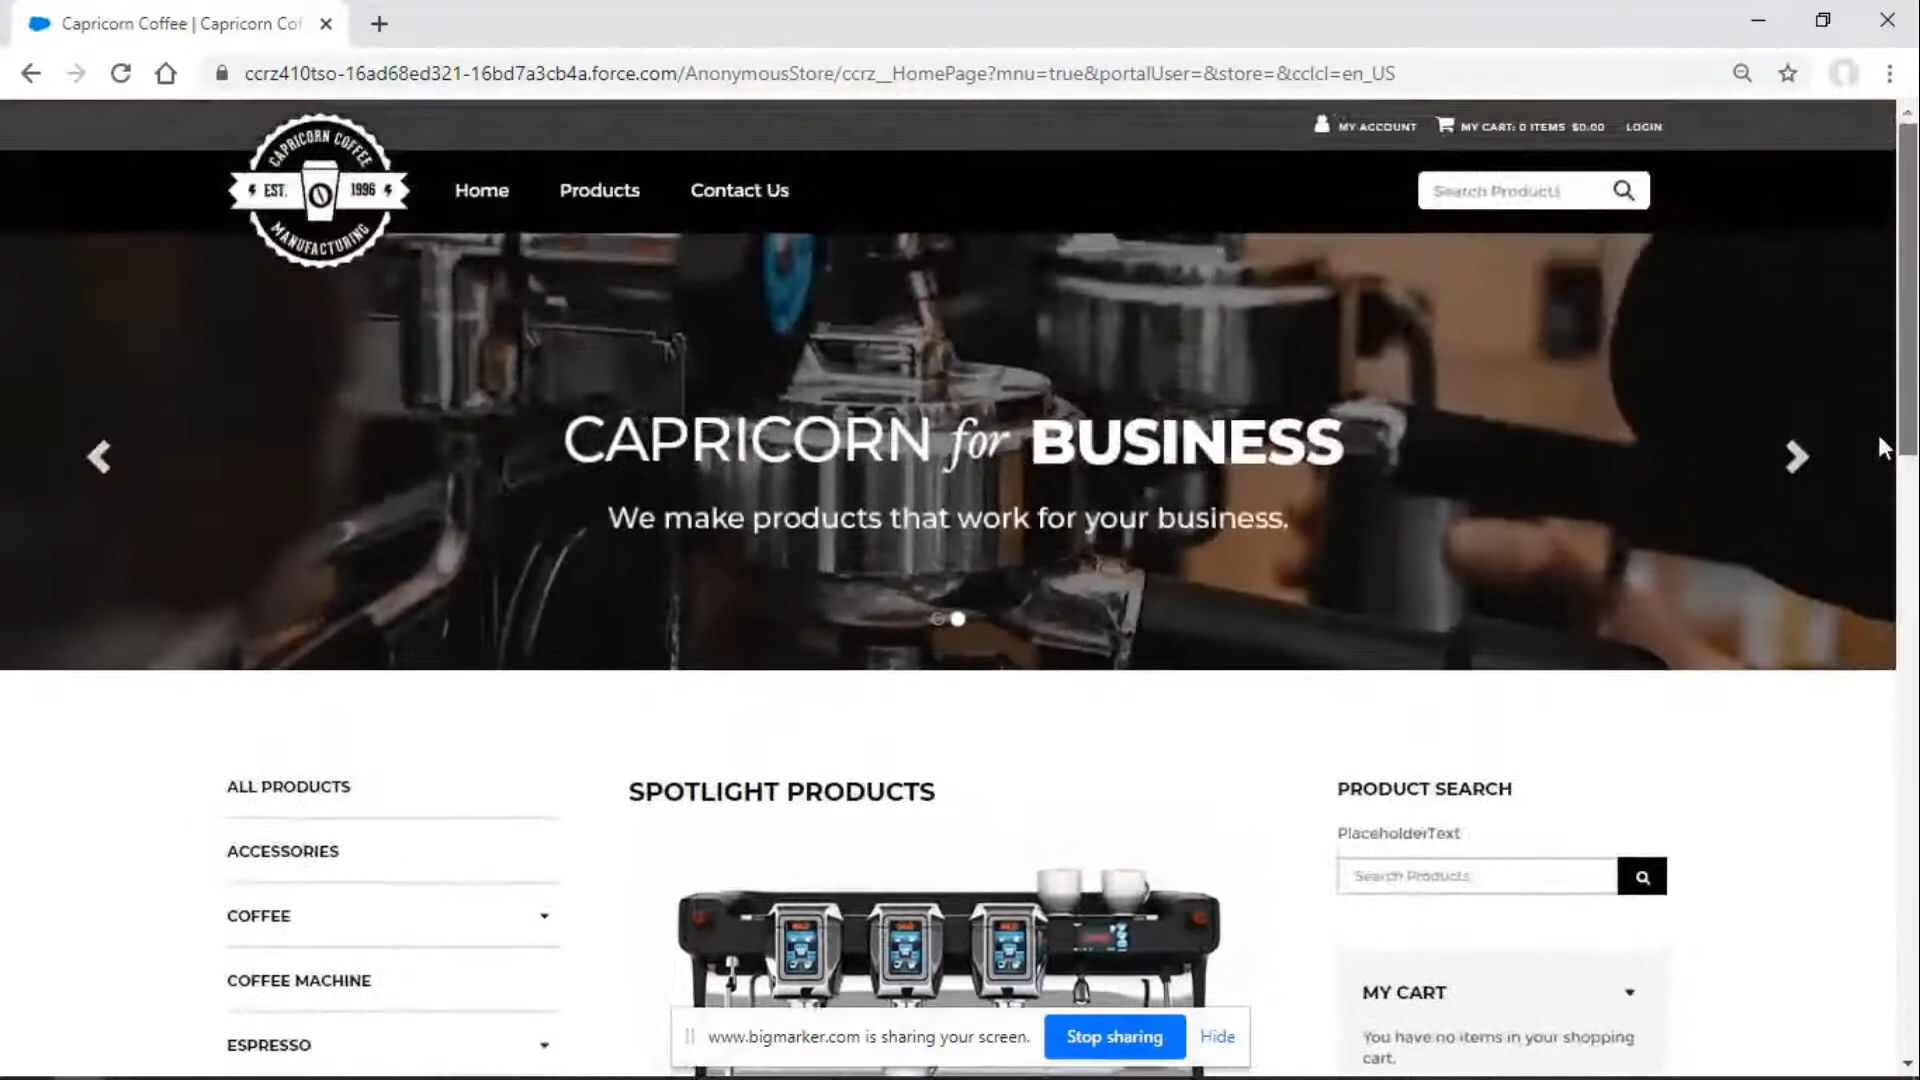 Capricorn Coffee | Capricorn Cof
ccrz410tso-16ad68ed321-16bd7a3cb4a.force.com/AnonymousStore/ccrz__HomePage?mnu=true&portalUser=&store=&cclcl=en_US
MY ACCOUNT MY CART: 0 ITEMS $0.00 LOGIN
CAPRICORN COFFEE
EST. 1996
MANUFACTURING
Home Products Contact Us
Search Products
CAPRICORN for BUSINESS
We make products that work for your business.
ALL PRODUCTS
ACCESSORIES
COFFEE
COFFEE MACHINE
ESPRESSO
SPOTLIGHT PRODUCTS
PRODUCT SEARCH
PlaceholderText
Search Products
MY CART
You have no items in your shopping
cart.
www.bigmarker.com is sharing your screen. Stop sharing Hide